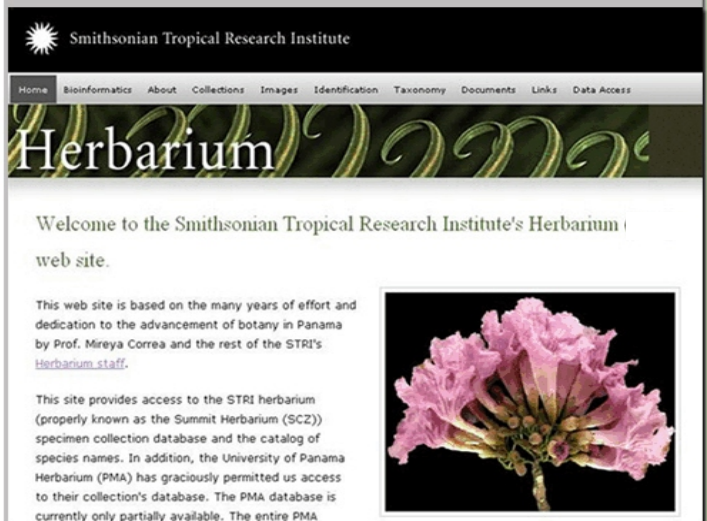 Smithsonian Tropical Research Institute
Home Bioinformatics About Collections Images Identification Taxonomy Documents Links Data Access
Herbarium
Welcome to the Smithsonian Tropical Research Institute's Herbarium (
web site.
This web site is based on the many years of effort and
dedication to the advancement of botany in Panama
by Prof. Mireya Correa and the rest of the STRI's
Herbarium staff.
This site provides access to the STRI herbarium
(properly known as the Summit Herbarium (SCZ))
specimen collection database and the catalog of
species names. In addition, the University of Panama
Herbarium (PMA) has graciously permitted us access
to their collection's database. The PMA database is
currently only partially available. The entire PMA